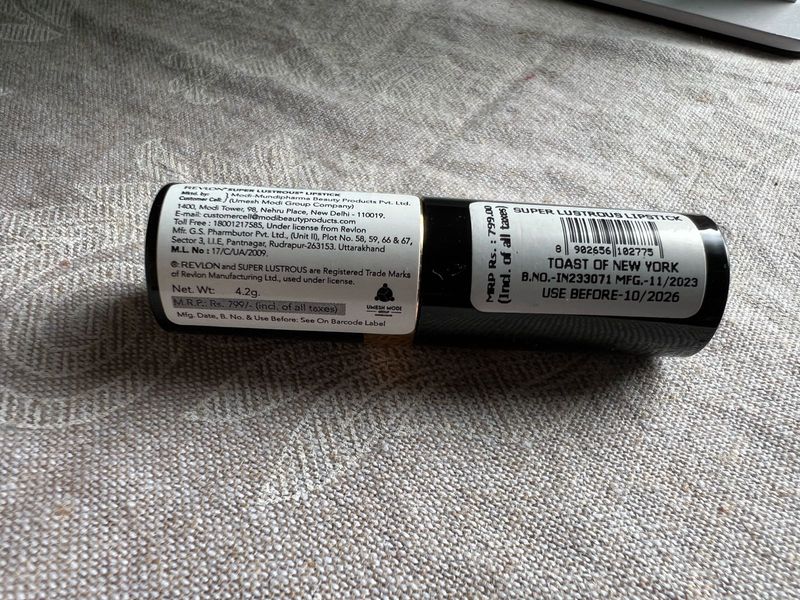 REVLON® SUPER LUSTROUS® LIPSTICK
Mktd. by: Modi-Mundipharma Beauty Products Pvt. Ltd.
Customer Cell: (Umesh Modi Group Company)
1400, Modi Tower, 98, Nehru Place, New Delhi - 110019.
E-mail: customercell@modibeautyproducts.com
Toll Free : 18001217585, Under license from Revlon
Mfr. G.S. Pharmbutor Pvt. Ltd., (Unit II), Plot No. 58, 59, 66 & 67,
Sector 3, I.I.E, Pantnagar, Rudrapur-263153. Uttarakhand
M.L. No : 17/C/UA/2009.
®: REVLON and SUPER LUSTROUS are Registered Trade Marks
of Revlon Manufacturing Ltd., used under license.
Net. Wt: 4.2g.
M.R.P.: Rs. 799/- (incl. of all taxes)
Mfg. Date, B. No. & Use Before: See On Barcode Label
UMESH MODI
GROUP
MRP Rs. : 799.00
(Incl. of all taxes)
SUPER LUSTROUS LIPSTICK
8 902656 102775
TOAST OF NEW YORK
B.NO.-IN233071 MFG.-11/2023
USE BEFORE-10/2026